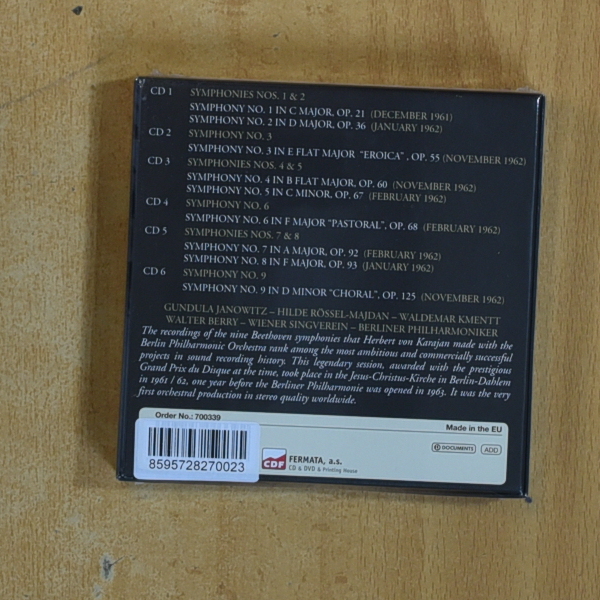 CD 1 SYMPHONIES NOS. 1 & 2
SYMPHONY NO. 1 IN C MAJOR, OP. 21 (DECEMBER 1961)
SYMPHONY NO. 2 IN D MAJOR, OP. 36 (JANUARY 1962)
CD 2 SYMPHONY NO. 3
SYMPHONY NO. 3 IN E FLAT MAJOR "EROICA", OP. 55 (NOVEMBER 1962)
CD 3 SYMPHONIES NOS. 4 & 5
SYMPHONY NO. 4 IN B FLAT MAJOR, OP. 60 (NOVEMBER 1962)
SYMPHONY NO. 5 IN C MINOR, OP. 67 (FEBRUARY 1962)
CD 4 SYMPHONY NO. 6
SYMPHONY NO. 6 IN F MAJOR "PASTORAL", OP. 68 (FEBRUARY 1962)
CD 5 SYMPHONIES NOS. 7 & 8
SYMPHONY NO. 7 IN A MAJOR, OP. 92 (FEBRUARY 1962)
SYMPHONY NO. 8 IN F MAJOR, OP. 93 (JANUARY 1962)
CD 6 SYMPHONY NO. 9
SYMPHONY NO. 9 IN D MINOR "CHORAL", OP. 125 (NOVEMBER 1962)
GUNDULA JANOWITZ – HILDE RÖSSEL-MAJDAN – WALDEMAR KMENTT
WALTER BERRY – WIENER SINGVEREIN – BERLINER PHILHARMONIKER
The recordings of the nine Beethoven symphonies that Herbert von Karajan made with the
Berlin Philharmonic Orchestra rank among the most ambitious and commercially successful
projects in sound recording history. This legendary session, awarded with the prestigious
Grand Prix du Disque at the time, took place in the Jesus-Christus-Kirche in Berlin-Dahlem
in 1961 / 62, one year before the Berliner Philharmonie was opened in 1963. It was the very
first orchestral production in stereo quality worldwide.
Order No.: 700339
Made in the EU
DOCUMENTS ADD
8595728270023
CDF FERMATA, a.s.
CD & DVD & Printing House